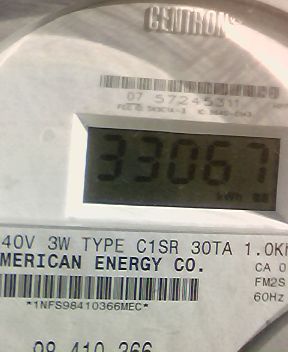 CENTRON
07 57245311
33067
kWh
40V 3W TYPE C1SR 30TA 1.0K
MERICAN ENERGY CO.
CA 0
FM2S
60Hz
*1NFS98410366MEC*
98 410 366